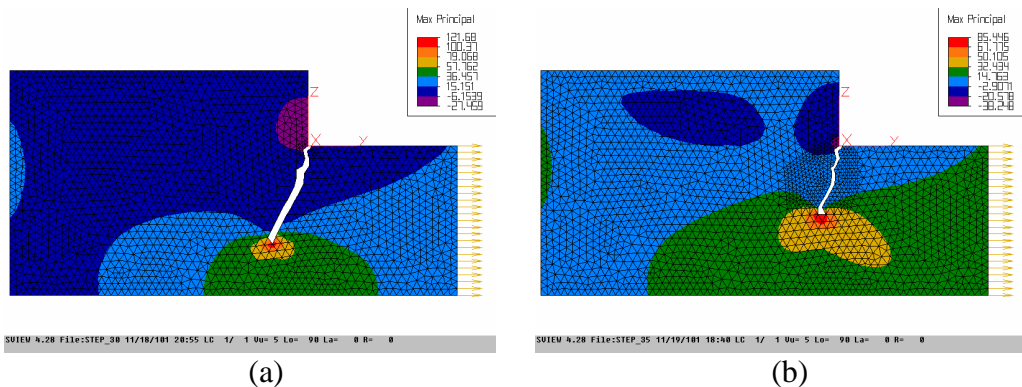 Max Principal
121.68
100.37
79.068
57.762
36.457
15.151
-6.1539
-27.459
Z
X Y
SVIEW 4.28 File:STEP_30 11/18/101 20:55 LC 1/ 1 Vu= 5 Lo= 90 La= 0 R= 0
(a)
Max Principal
85.446
67.775
50.105
32.434
14.763
-2.9071
-20.578
-38.248
Z
X Y
SVIEW 4.28 File:STEP_35 11/19/101 18:40 LC 1/ 1 Vu= 5 Lo= 90 La= 0 R= 0
(b)